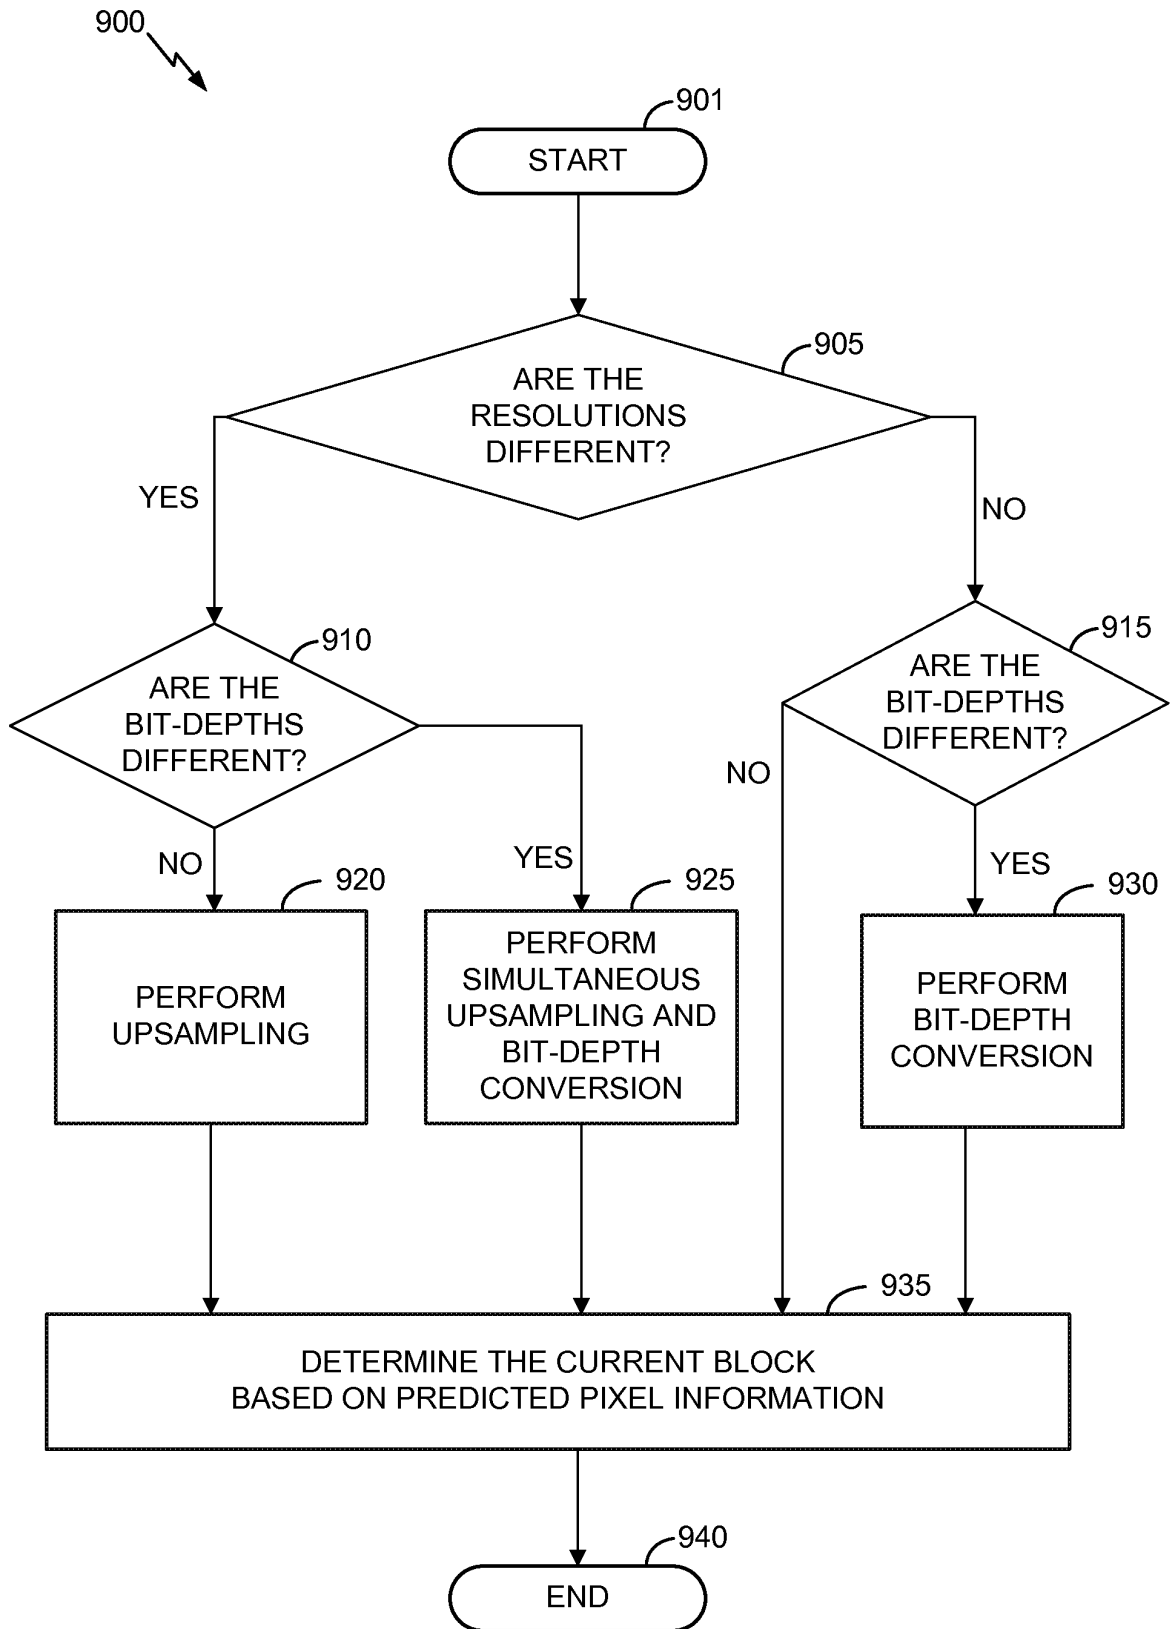 900
901
START
905
ARE THE
RESOLUTIONS
DIFFERENT?
YES
NO
910
ARE THE
BIT-DEPTHS
DIFFERENT?
915
ARE THE
BIT-DEPTHS
DIFFERENT?
NO
YES
NO
YES
920
PERFORM
UPSAMPLING
925
PERFORM
SIMULTANEOUS
UPSAMPLING AND
BIT-DEPTH
CONVERSION
930
PERFORM
BIT-DEPTH
CONVERSION
935
DETERMINE THE CURRENT BLOCK
BASED ON PREDICTED PIXEL INFORMATION
940
END